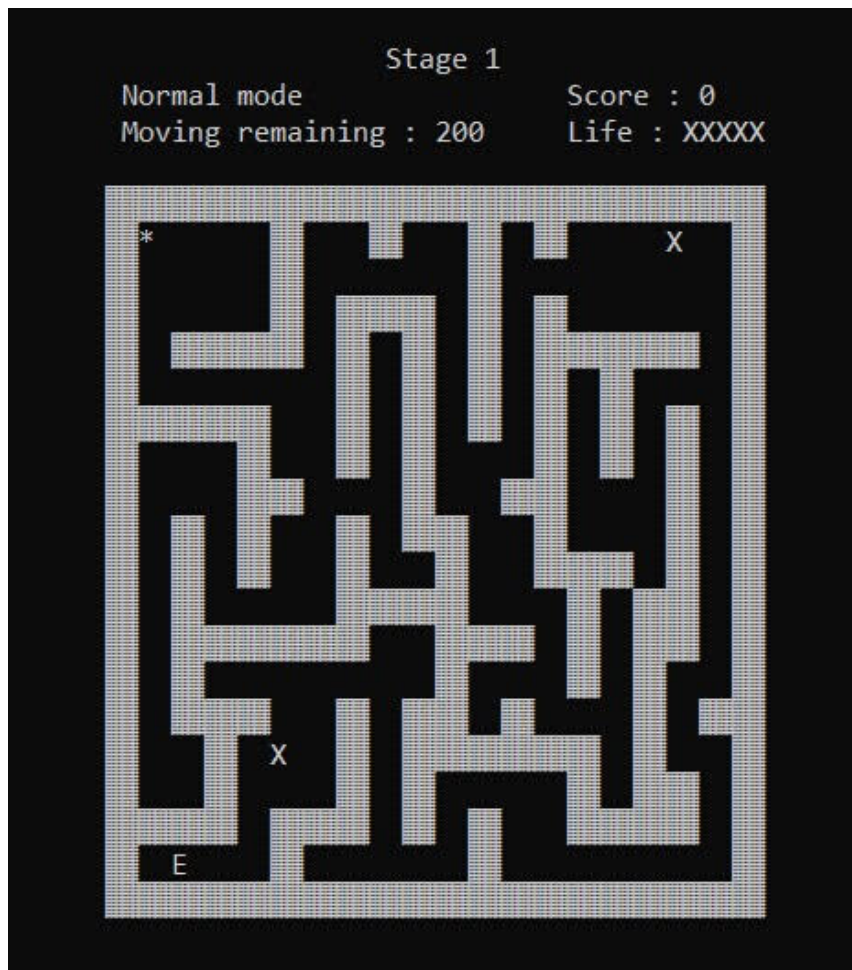 Stage 1
Normal mode Score : 0
Moving remaining : 200 Life : XXXXX
* X
X
E